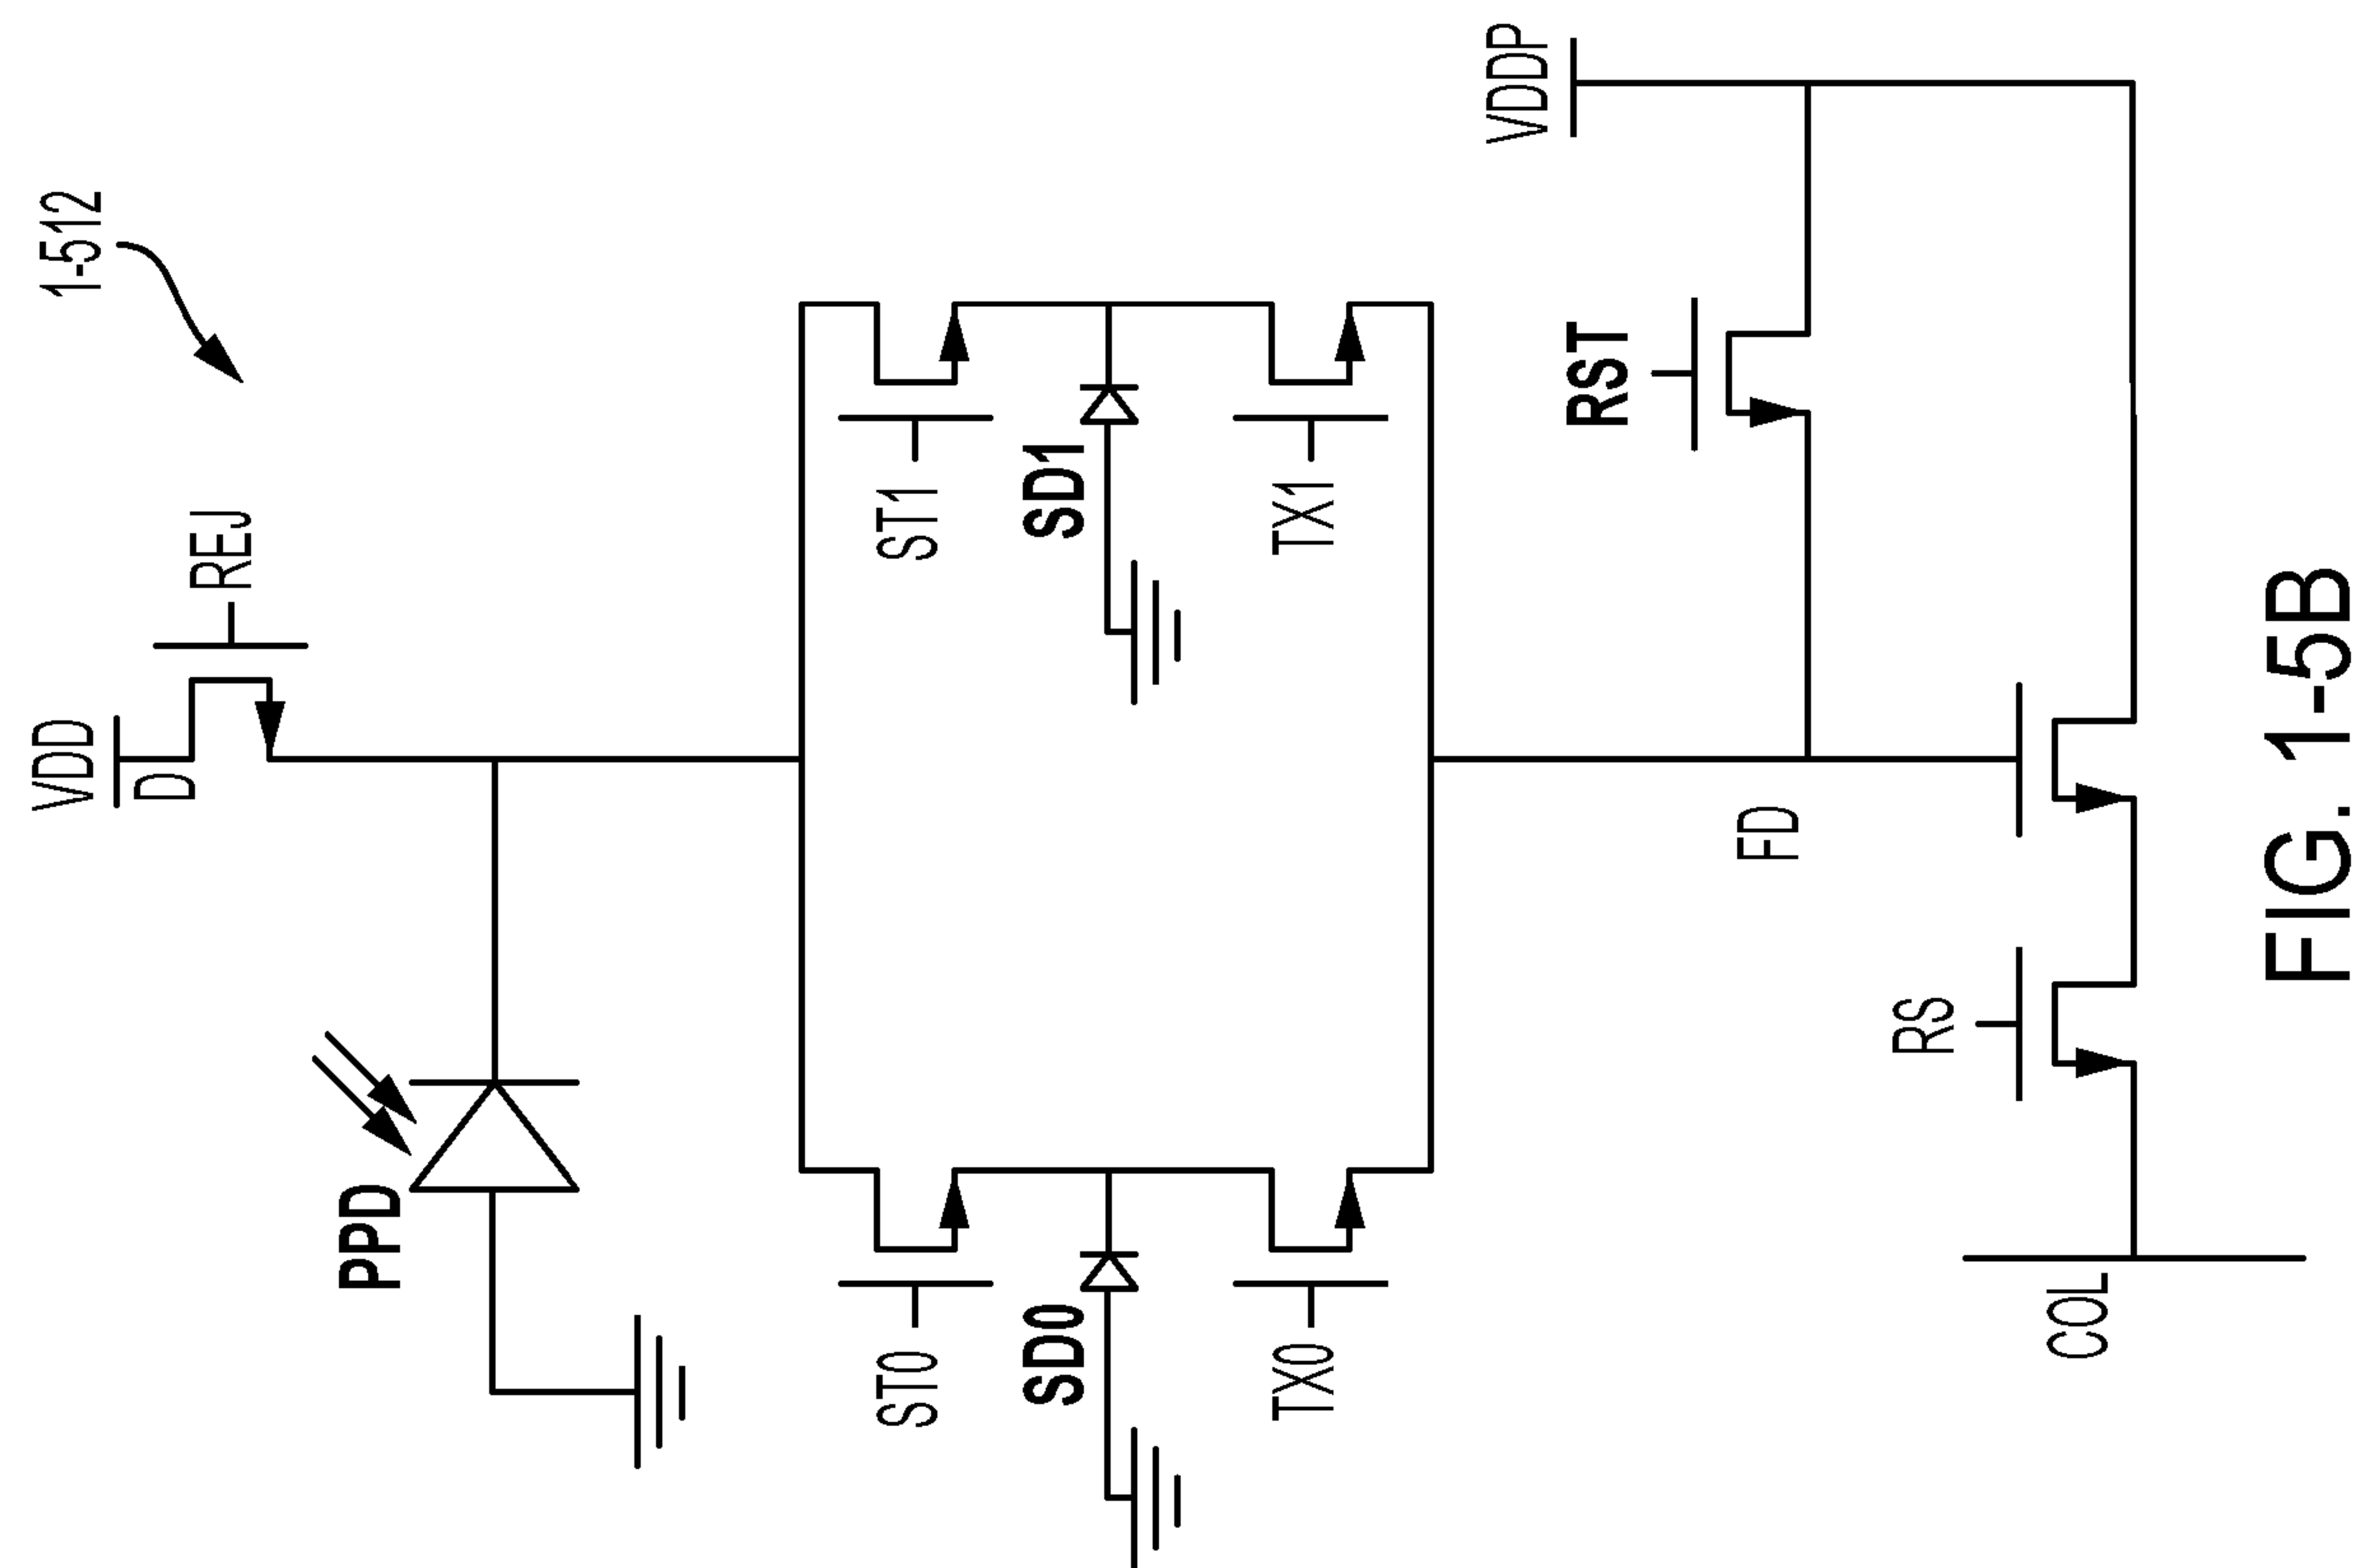 1-512
VDD
D
REJ
PPD
ST0
ST1
SD0
SD1
TX0
TX1
VDDP
RST
FD
RS
COL
FIG. 1-5B